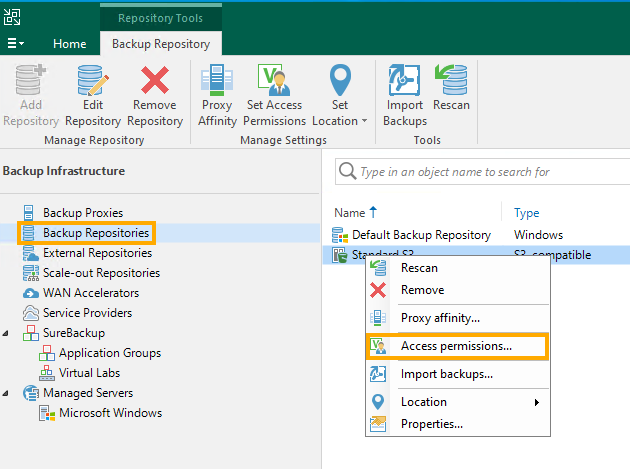 Repository Tools
Home Backup Repository
Add Repository
Edit Repository
Remove Repository
Proxy Affinity
Set Access Permissions
Set Location
Import Backups
Rescan
Manage Repository
Manage Settings
Tools
Backup Infrastructure
Backup Proxies
Backup Repositories
External Repositories
Scale-out Repositories
WAN Accelerators
Service Providers
SureBackup
Application Groups
Virtual Labs
Managed Servers
Microsoft Windows
Type in an object name to search for
Name Type
Default Backup Repository Windows
Standard S3 S3-compatible
Rescan
Remove
Proxy affinity...
Access permissions...
Import backups...
Location
Properties...